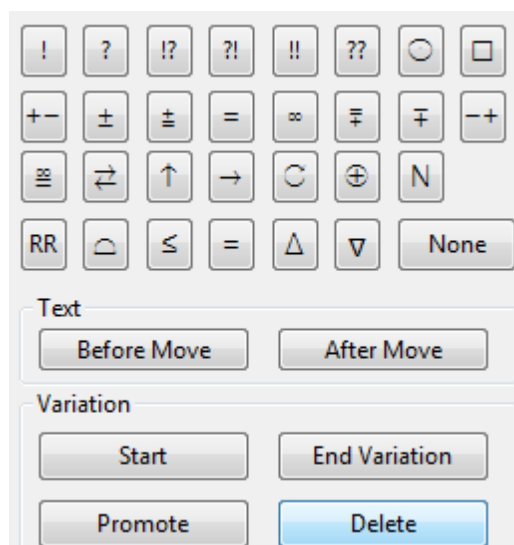 ! ? !? ?! !! ?? ⊙ □
+− ± ⩲ = ∞ ⩱ ∓ −+
⯹ ⇄ ↑ → C ⊕ N
RR ⌓ ≤ = Δ ∇ None
Text
Before Move After Move
Variation
Start End Variation
Promote Delete